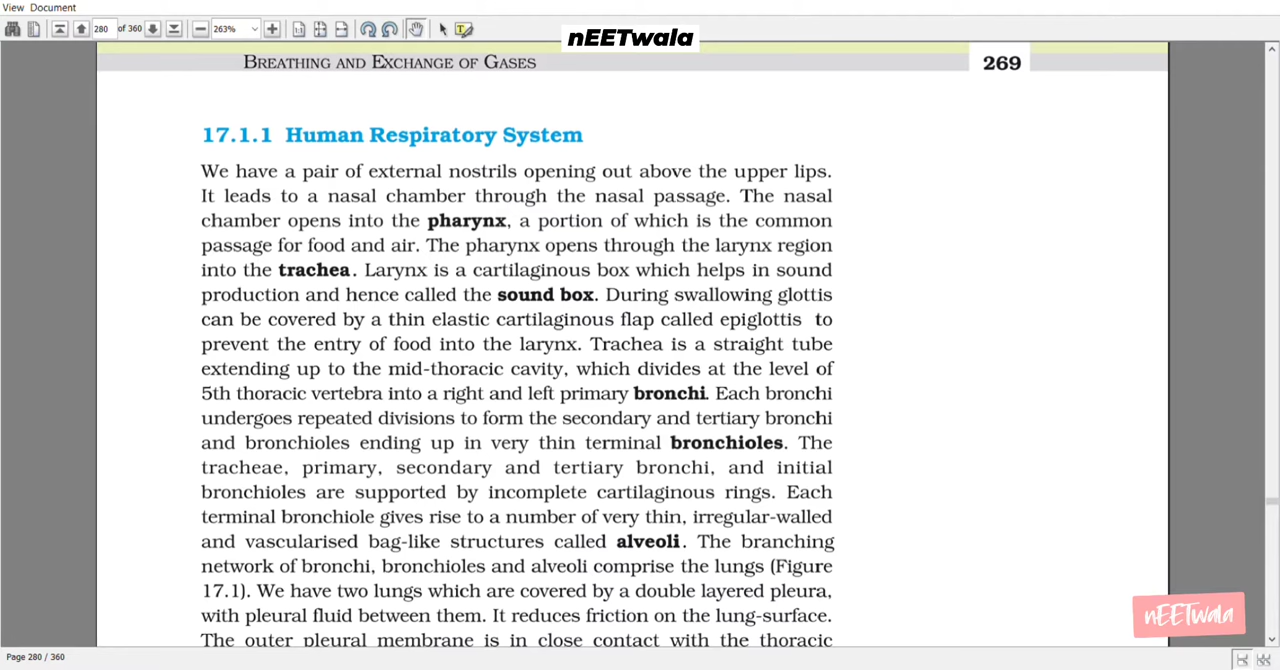 View Document
280 of 360 263%
nEETwala
BREATHING AND EXCHANGE OF GASES 269
17.1.1 Human Respiratory System
We have a pair of external nostrils opening out above the upper lips.
It leads to a nasal chamber through the nasal passage. The nasal
chamber opens into the pharynx, a portion of which is the common
passage for food and air. The pharynx opens through the larynx region
into the trachea. Larynx is a cartilaginous box which helps in sound
production and hence called the sound box. During swallowing glottis
can be covered by a thin elastic cartilaginous flap called epiglottis to
prevent the entry of food into the larynx. Trachea is a straight tube
extending up to the mid-thoracic cavity, which divides at the level of
5th thoracic vertebra into a right and left primary bronchi. Each bronchi
undergoes repeated divisions to form the secondary and tertiary bronchi
and bronchioles ending up in very thin terminal bronchioles. The
tracheae, primary, secondary and tertiary bronchi, and initial
bronchioles are supported by incomplete cartilaginous rings. Each
terminal bronchiole gives rise to a number of very thin, irregular-walled
and vascularised bag-like structures called alveoli. The branching
network of bronchi, bronchioles and alveoli comprise the lungs (Figure
17.1). We have two lungs which are covered by a double layered pleura,
with pleural fluid between them. It reduces friction on the lung-surface.
The outer pleural membrane is in close contact with the thoracic
nEETwala
Page 280 / 360